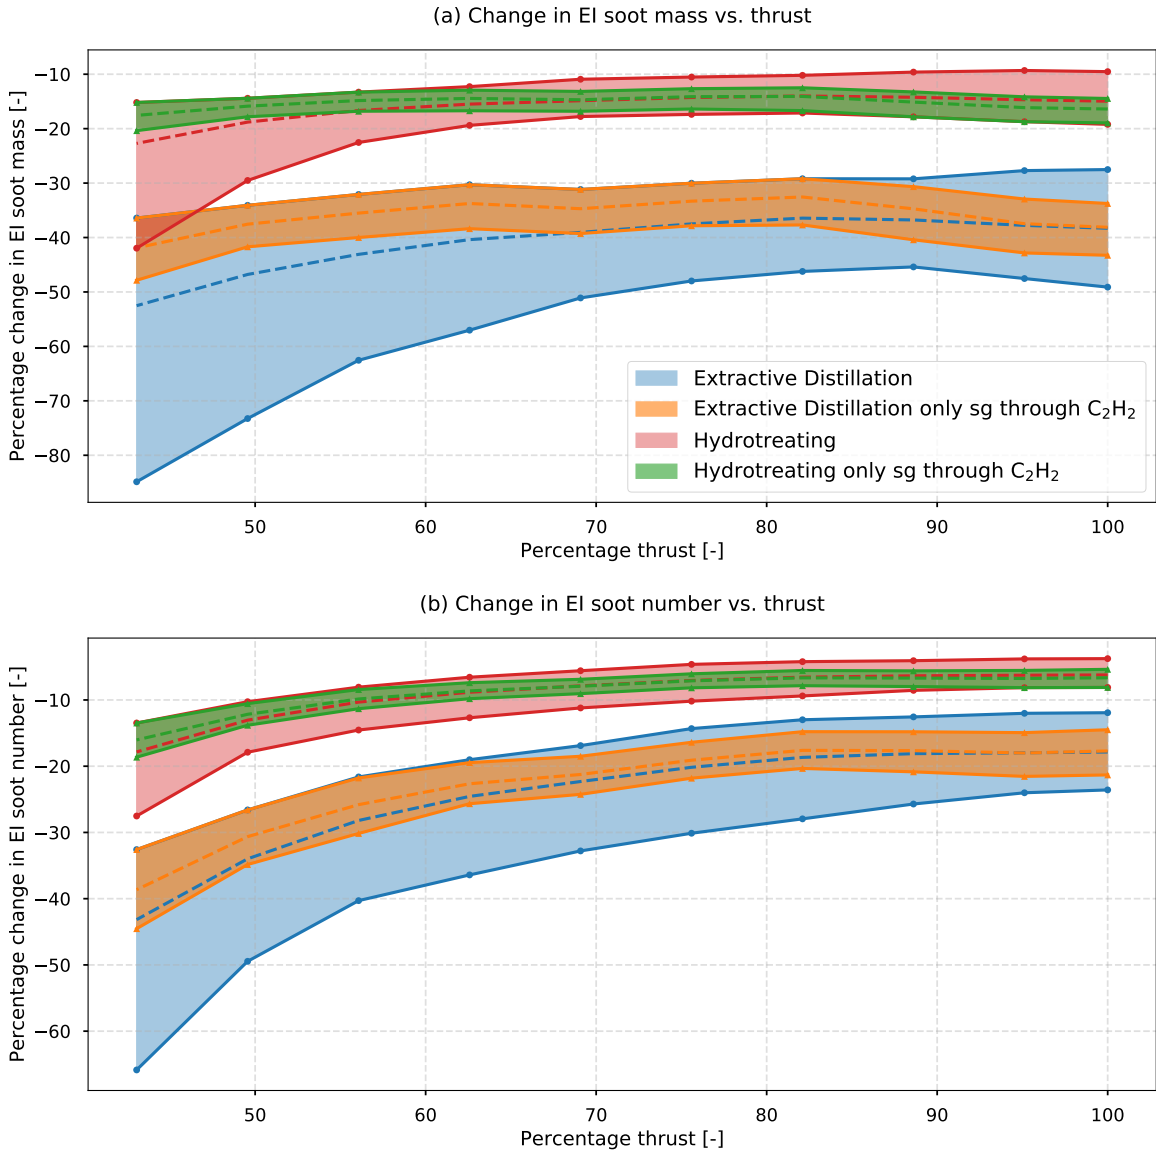 (a) Change in EI soot mass vs. thrust
Percentage change in EI soot mass [-]
−10
−20
−30
−40
−50
−60
−70
−80
Extractive Distillation
Extractive Distillation only sg through C₂H₂
Hydrotreating
Hydrotreating only sg through C₂H₂
50 60 70 80 90 100
Percentage thrust [-]
(b) Change in EI soot number vs. thrust
Percentage change in EI soot number [-]
−10
−20
−30
−40
−50
−60
50 60 70 80 90 100
Percentage thrust [-]